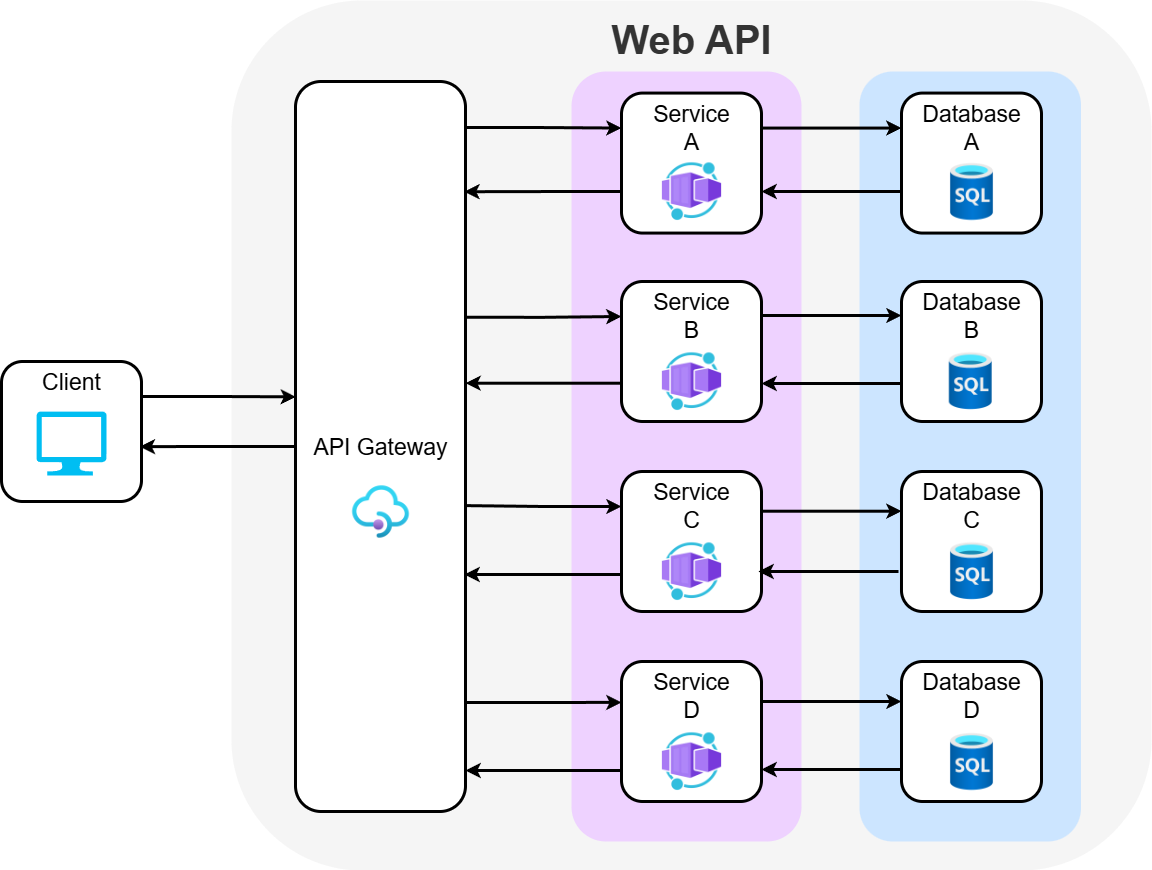 Web API
Client
API Gateway
Service
A
Database
A
SQL
Service
B
Database
B
SQL
Service
C
Database
C
SQL
Service
D
Database
D
SQL